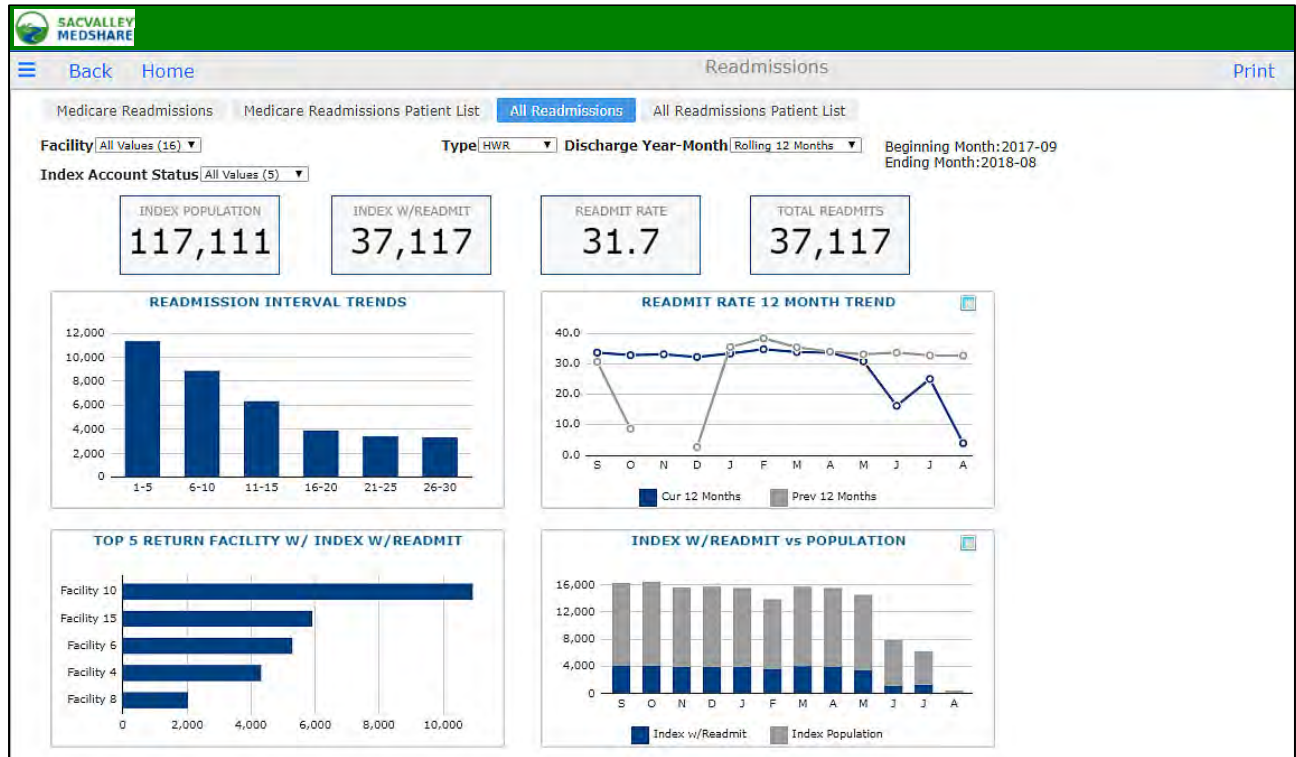 SACVALLEY
MEDSHARE
Back Home Readmissions Print
Medicare Readmissions Medicare Readmissions Patient List All Readmissions All Readmissions Patient List
Facility All Values (16) Type HWR Discharge Year-Month Rolling 12 Months Beginning Month:2017-09
Ending Month:2018-08
Index Account Status All Values (5)
INDEX POPULATION INDEX W/READMIT READMIT RATE TOTAL READMITS
117,111 37,117 31.7 37,117
READMISSION INTERVAL TRENDS
12,000
10,000
8,000
6,000
4,000
2,000
0
1-5 6-10 11-15 16-20 21-25 26-30
READMIT RATE 12 MONTH TREND
40.0
30.0
20.0
10.0
0.0
S O N D J F M A M J J A
Cur 12 Months Prev 12 Months
TOP 5 RETURN FACILITY W/ INDEX W/READMIT
Facility 10
Facility 15
Facility 6
Facility 4
Facility 8
0 2,000 4,000 6,000 8,000 10,000
INDEX W/READMIT vs POPULATION
16,000
12,000
8,000
4,000
0
S O N D J F M A M J J A
Index w/Readmit Index Population